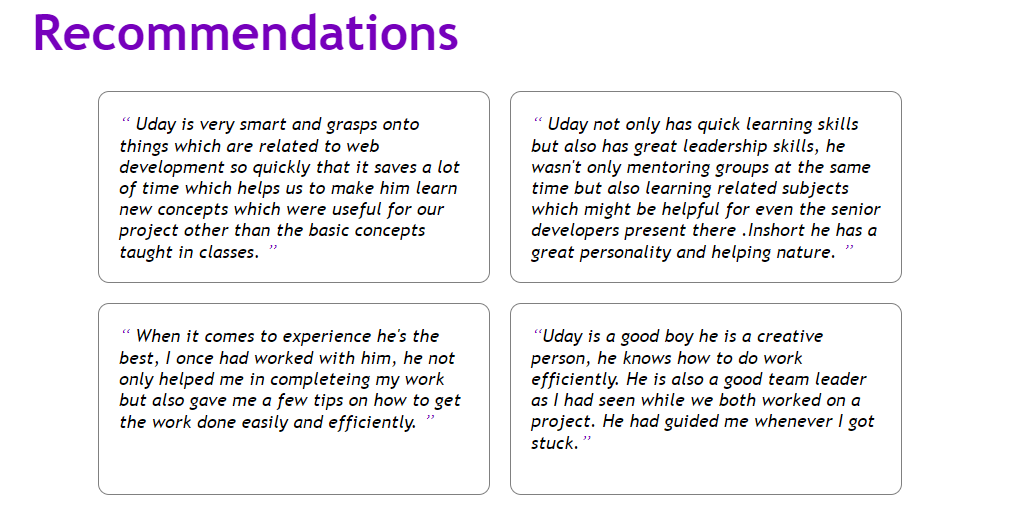 Recommendations
“ Uday is very smart and grasps onto
things which are related to web
development so quickly that it saves a lot
of time which helps us to make him learn
new concepts which were useful for our
project other than the basic concepts
taught in classes. ”
“ Uday not only has quick learning skills
but also has great leadership skills, he
wasn't only mentoring groups at the same
time but also learning related subjects
which might be helpful for even the senior
developers present there .Inshort he has a
great personality and helping nature. ”
“ When it comes to experience he's the
best, I once had worked with him, he not
only helped me in completeing my work
but also gave me a few tips on how to get
the work done easily and efficiently. ”
“Uday is a good boy he is a creative
person, he knows how to do work
efficiently. He is also a good team leader
as I had seen while we both worked on a
project. He had guided me whenever I got
stuck. ”